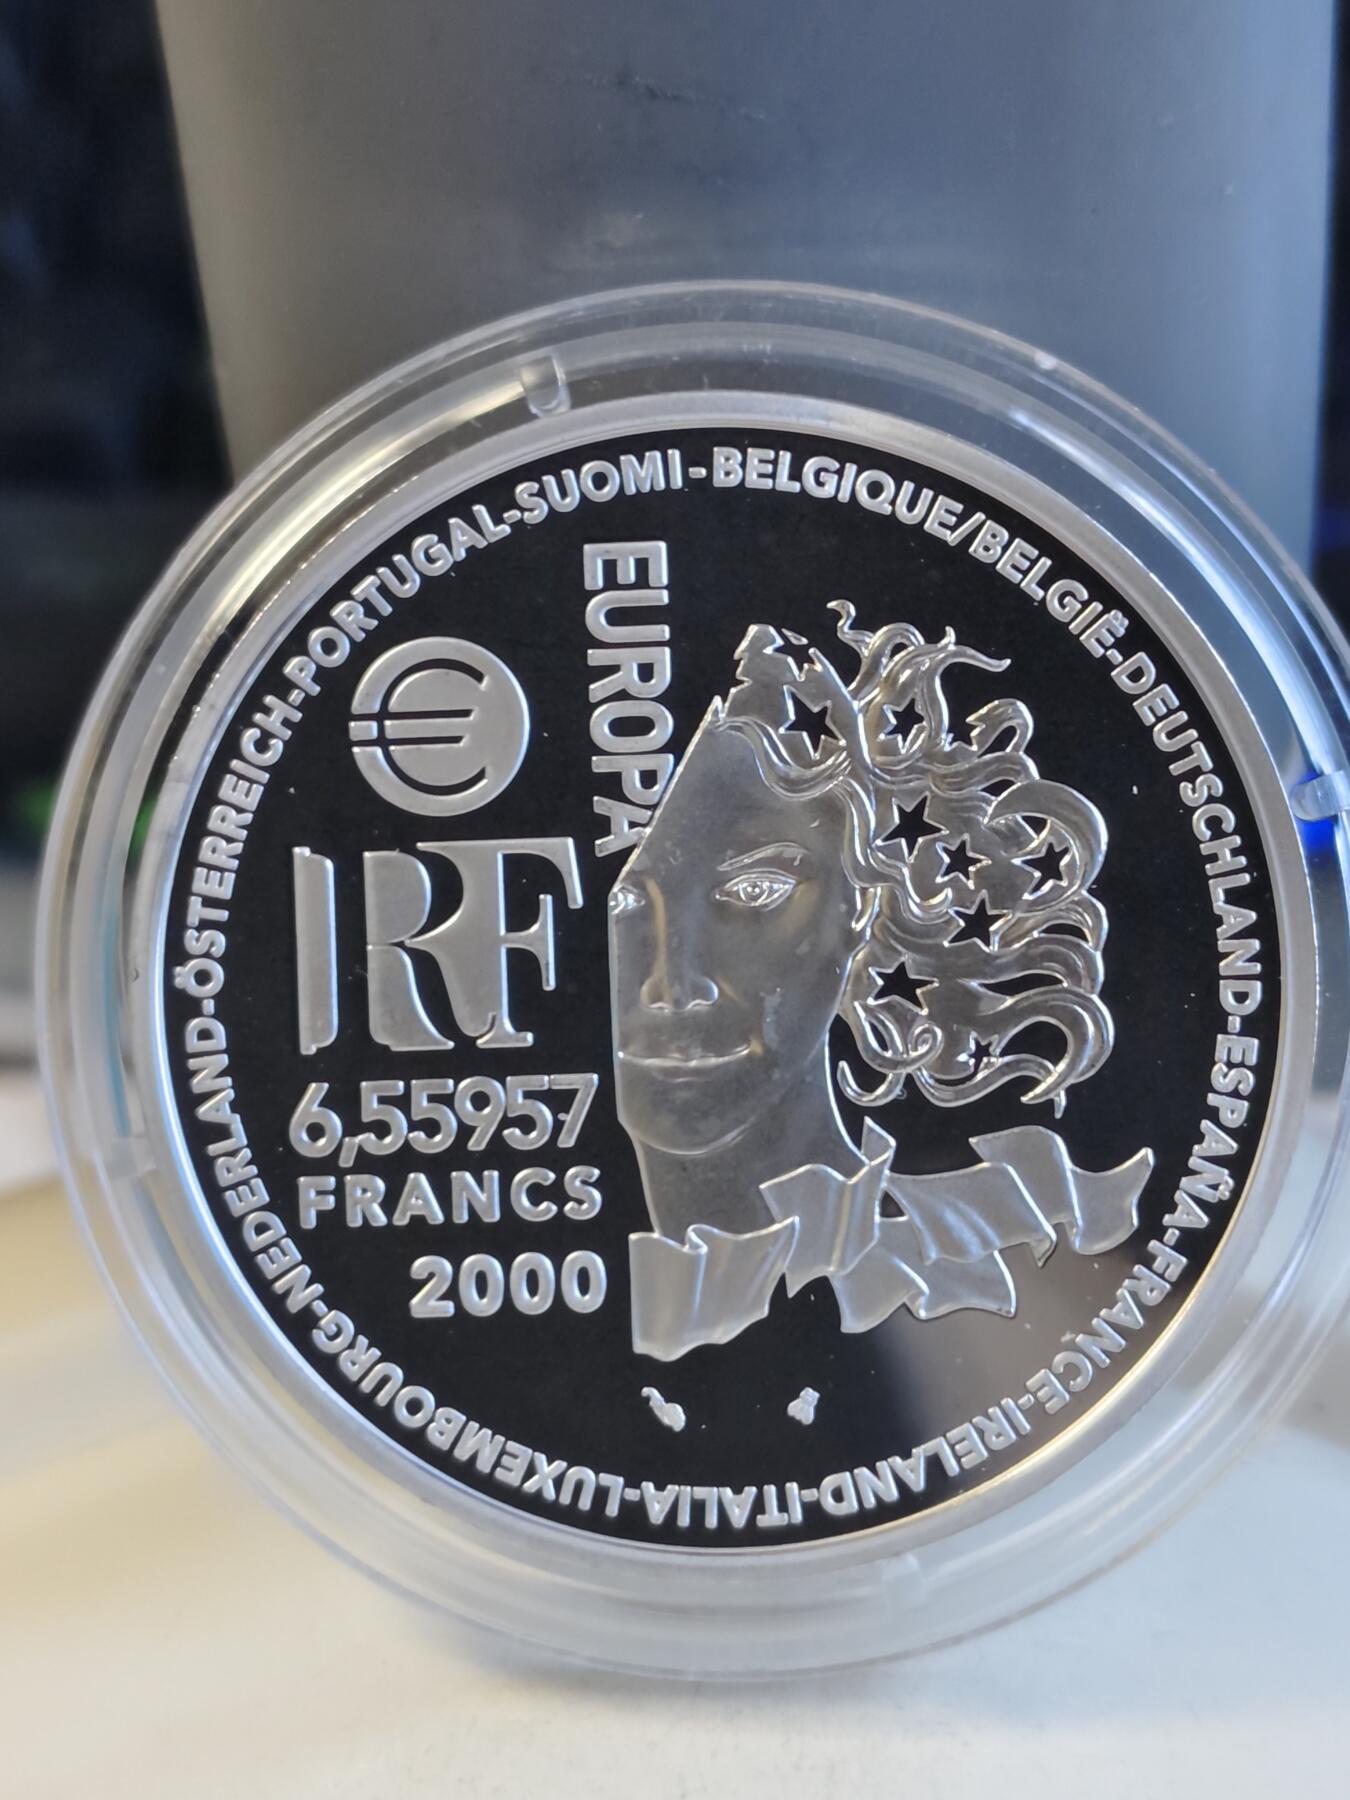 BELGIQUE/BELGIË-DEUTSCHLAND-ESPAÑA-FRANCE-IRELAND-ITALIA-LUXEMBOURG-NEDERLAND-ÖSTERREICH-PORTUGAL-SUOMI-
EUROPA
€
RF
6,55957
FRANCS
2000